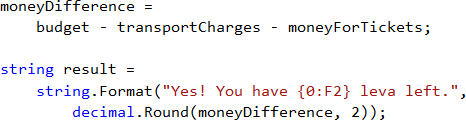 moneyDifference =
    budget - transportCharges - moneyForTickets;
string result =
    string.Format("Yes! You have {0:F2} leva left.",
        decimal.Round(moneyDifference, 2));